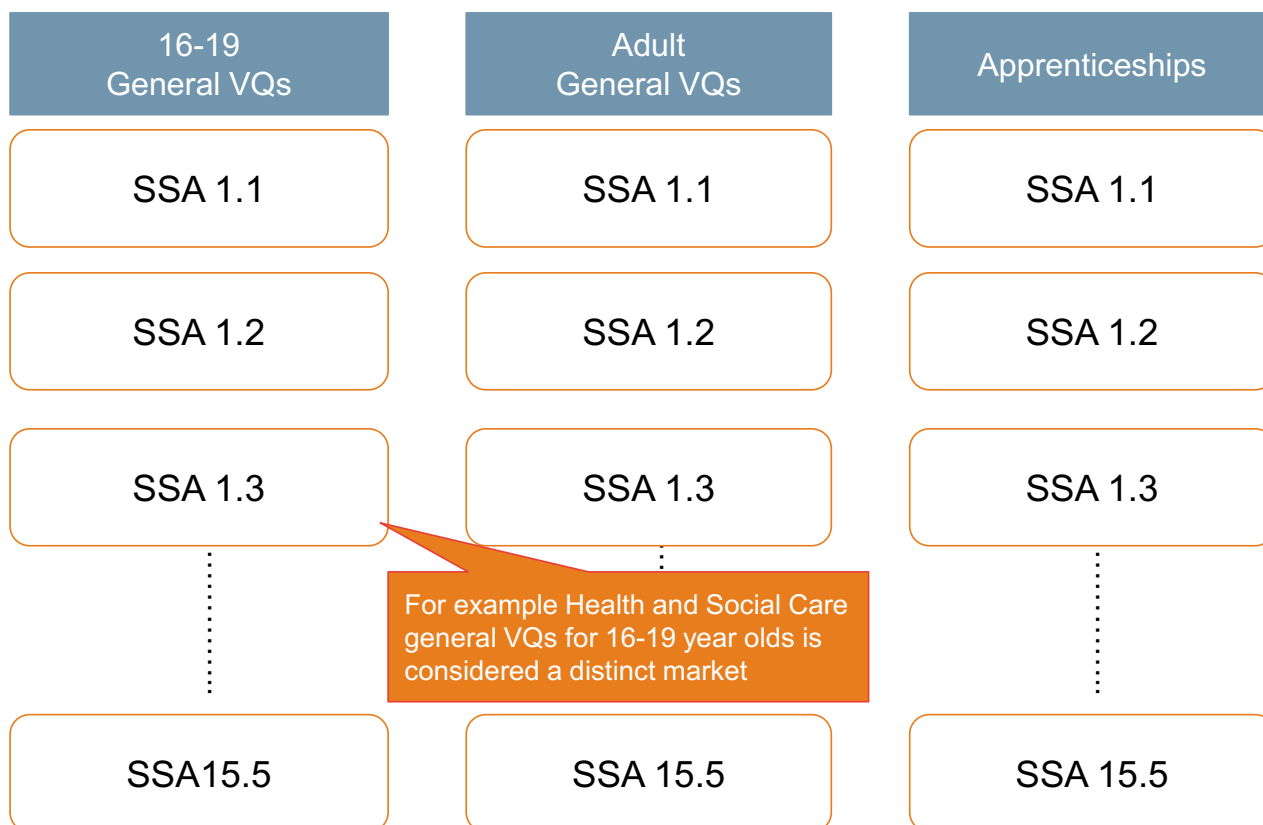 16-19
General VQs
Adult
General VQs
Apprenticeships
SSA 1.1
SSA 1.1
SSA 1.1
SSA 1.2
SSA 1.2
SSA 1.2
SSA 1.3
SSA 1.3
SSA 1.3
For example Health and Social Care
general VQs for 16-19 year olds is
considered a distinct market
SSA15.5
SSA 15.5
SSA 15.5